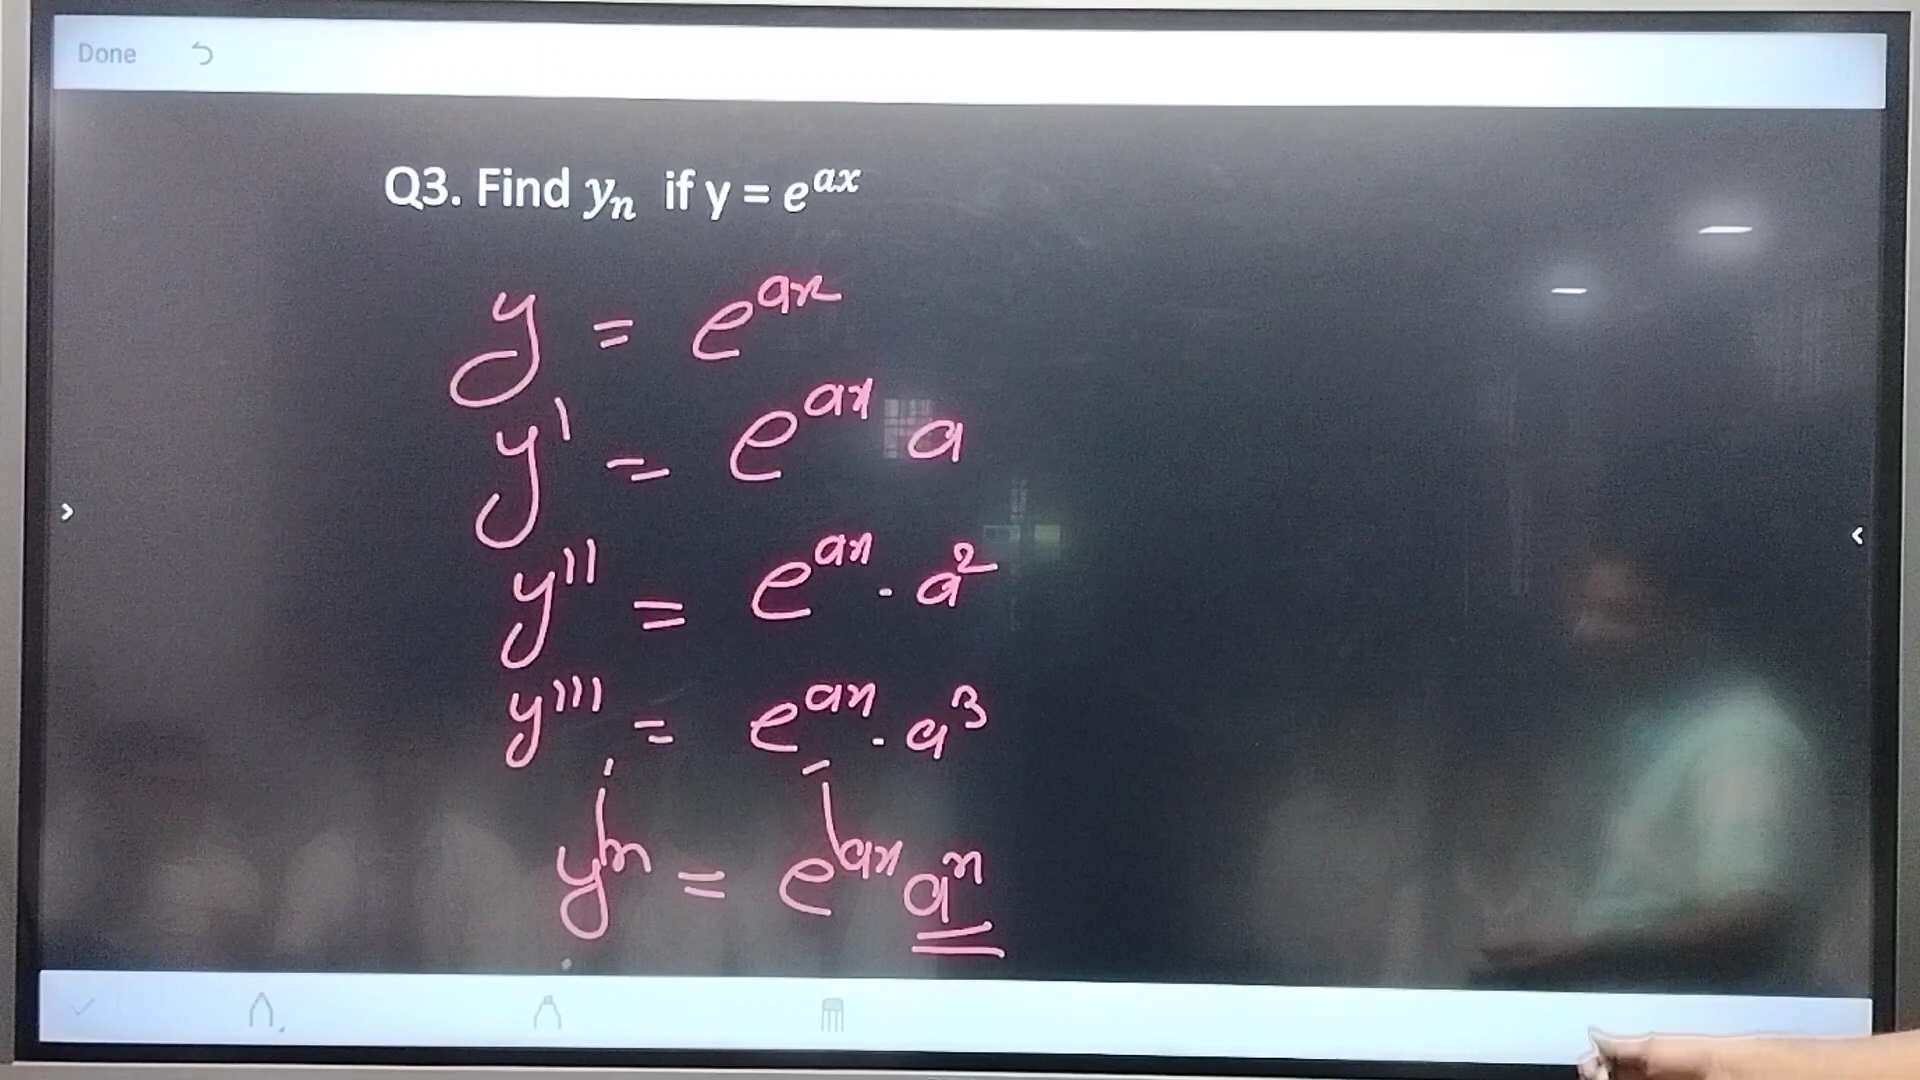 Done
Q3. Find yₙ if y = eᵃˣ
y = eᵃˣ
y' = eᵃˣ a
y'' = eᵃˣ . a²
y''' = eᵃˣ . a³
yⁿ = eᵃˣ aⁿ